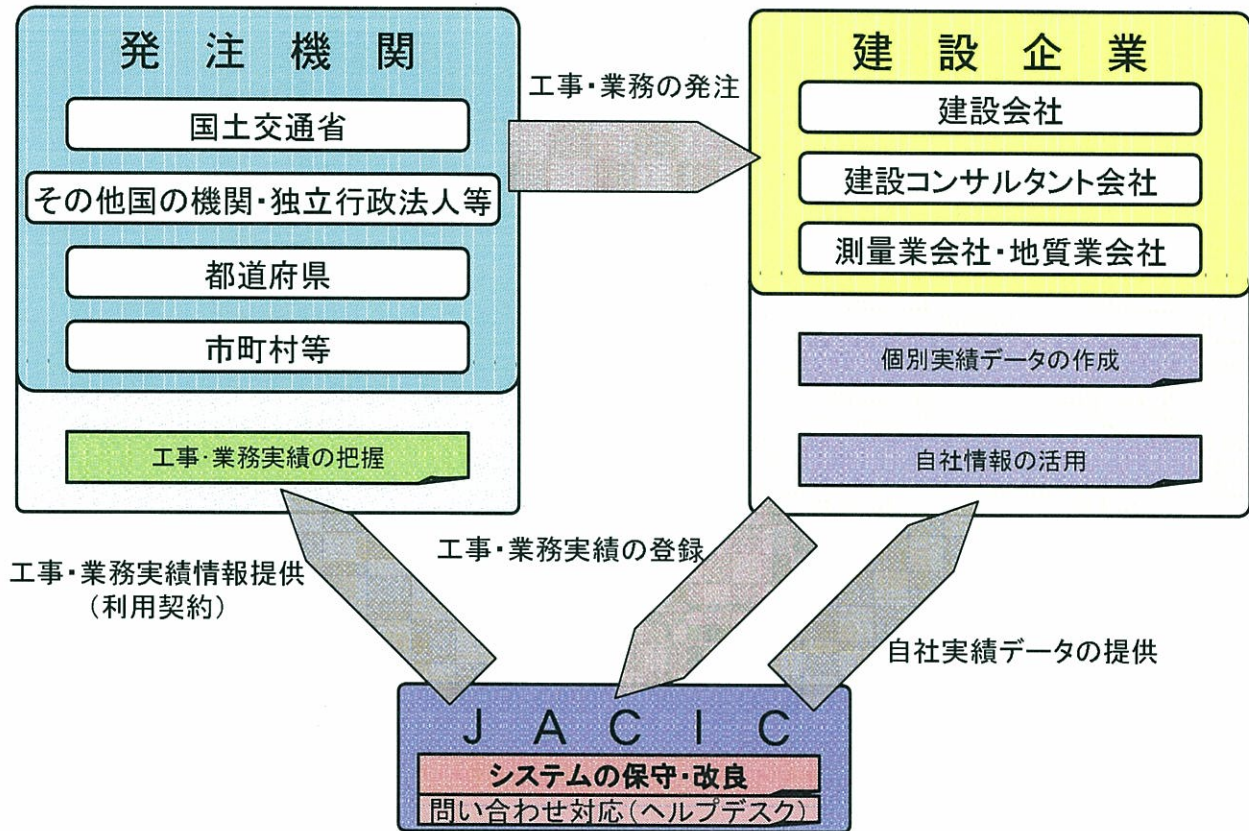 発注機関
国土交通省
その他国の機関・独立行政法人等
都道府県
市町村等
工事・業務実績の把握
工事・業務の発注
建設企業
建設会社
建設コンサルタント会社
測量業会社・地質業会社
個別実績データの作成
自社情報の活用
工事・業務実績情報提供
(利用契約)
工事・業務実績の登録
自社実績データの提供
JACIC
システムの保守・改良
問い合わせ対応(ヘルプデスク)